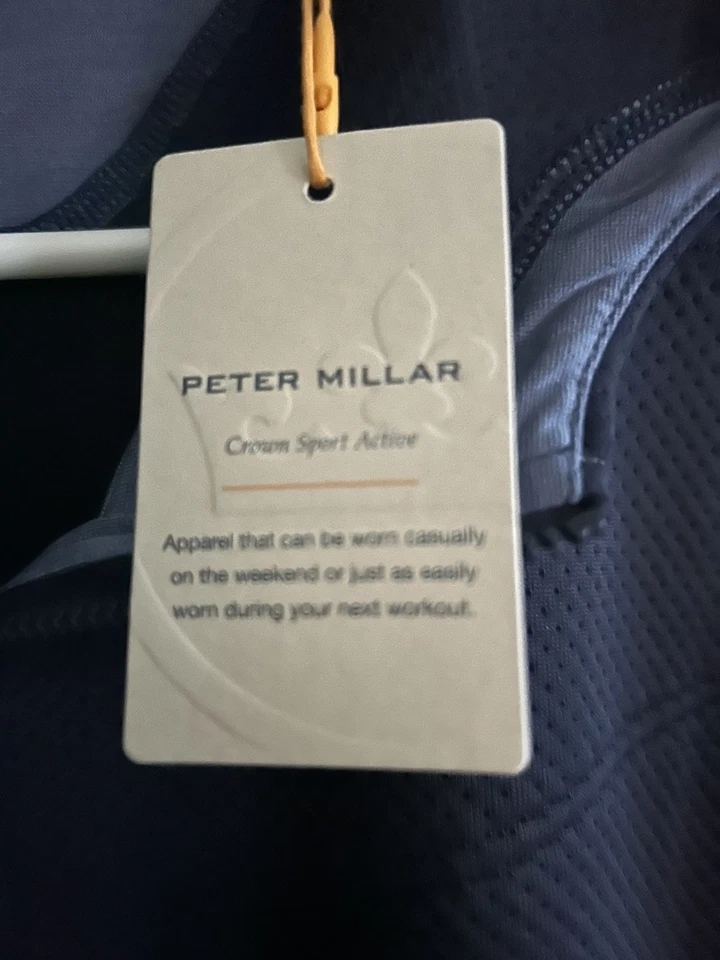 PETER MILLAR
Crown Sport Active
Apparel that can be worn casually
on the weekend or just as easily
worn during your next workout.